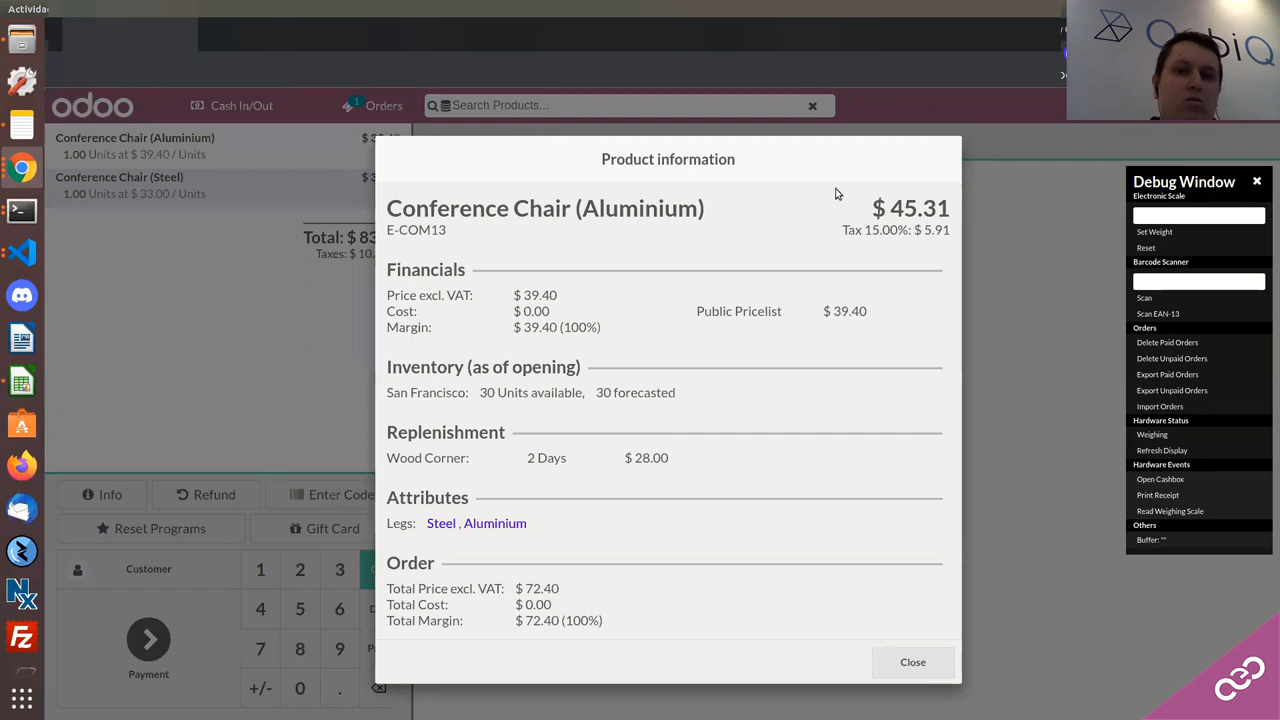 Actividad
OrbiQ
odoo
Cash In/Out
1
Orders
Search Products...
Conference Chair (Aluminium)
1.00 Units at $ 39.40 / Units
Conference Chair (Steel)
1.00 Units at $ 33.00 / Units
Total: $ 83
Taxes: $ 10.
Info
Refund
Enter Code
Reset Programs
Gift Card
Customer
1 2 3
4 5 6
7 8 9
+/- 0 .
Payment
Product information
Conference Chair (Aluminium)
$ 45.31
E-COM13
Tax 15.00%: $ 5.91
Financials
Price excl. VAT: $ 39.40
Cost: $ 0.00
Public Pricelist $ 39.40
Margin: $ 39.40 (100%)
Inventory (as of opening)
San Francisco: 30 Units available, 30 forecasted
Replenishment
Wood Corner: 2 Days $ 28.00
Attributes
Legs: Steel , Aluminium
Order
Total Price excl. VAT: $ 72.40
Total Cost: $ 0.00
Total Margin: $ 72.40 (100%)
Close
Debug Window
Electronic Scale
Set Weight
Reset
Barcode Scanner
Scan
Scan EAN-13
Orders
Delete Paid Orders
Delete Unpaid Orders
Export Paid Orders
Export Unpaid Orders
Import Orders
Hardware Status
Weighing
Refresh Display
Hardware Events
Open Cashbox
Print Receipt
Read Weighing Scale
Others
Buffer: ""